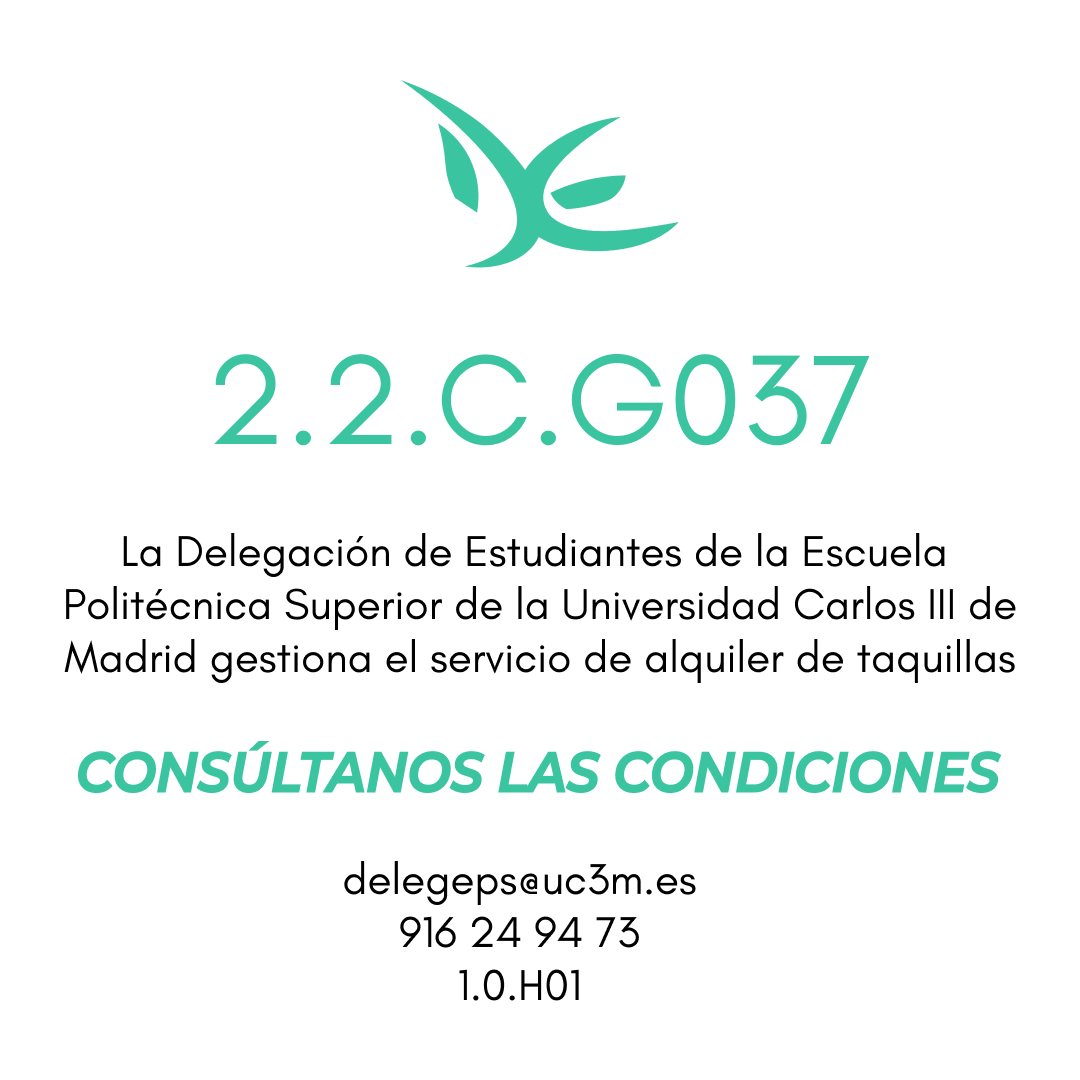 2.2.C.G037
La Delegación de Estudiantes de la Escuela
Politécnica Superior de la Universidad Carlos III de
Madrid gestiona el servicio de alquiler de taquillas
CONSÚLTANOS LAS CONDICIONES
delegeps@uc3m.es
916 24 94 73
1.0.H01